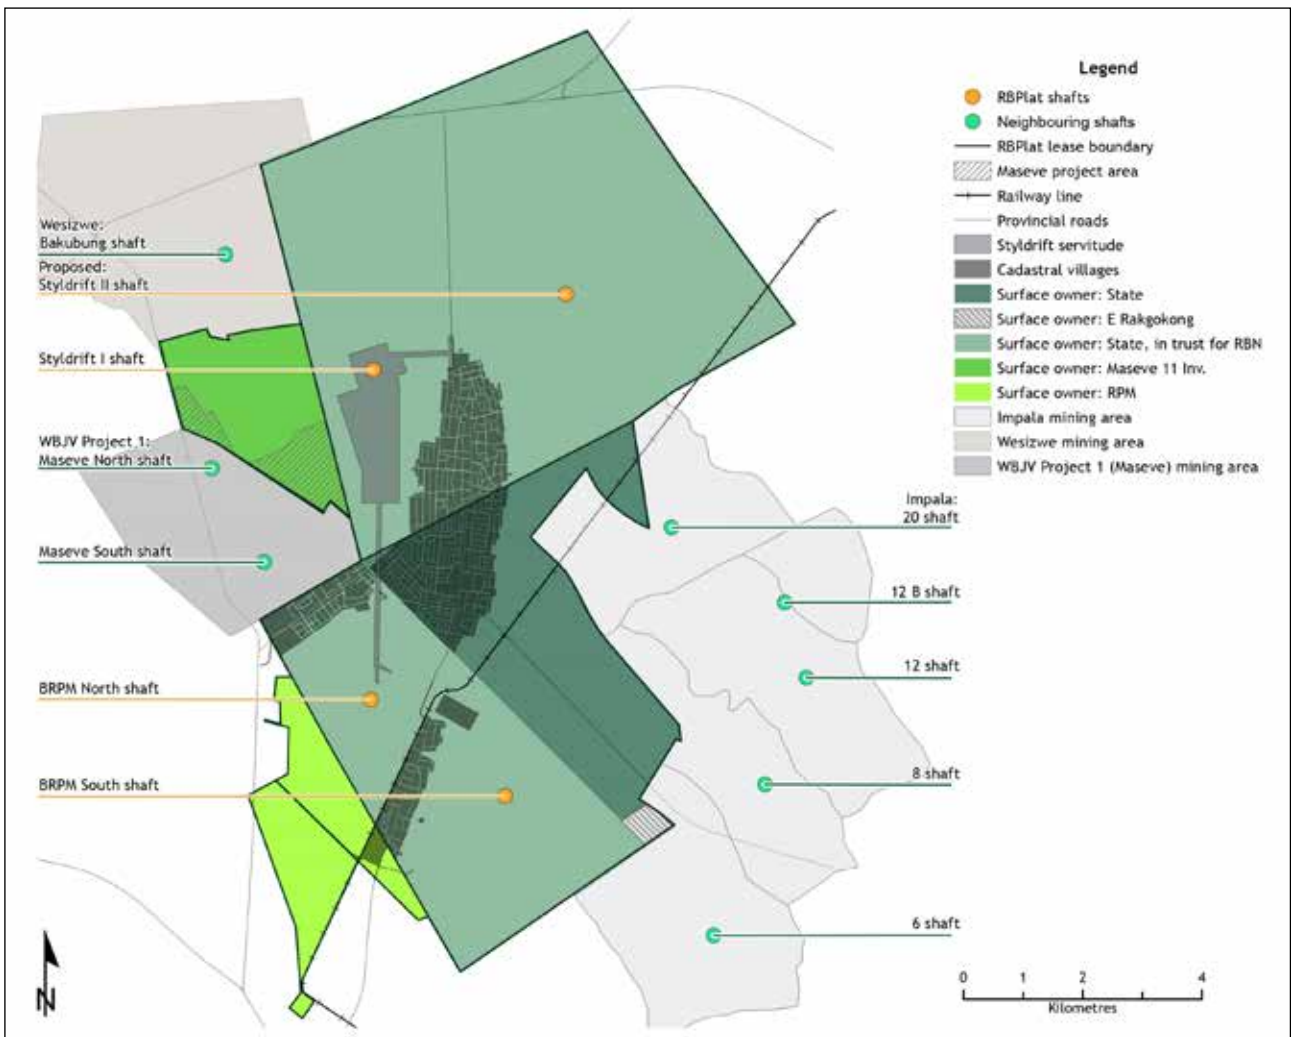 Legend
RBPlat shafts
Neighbouring shafts
RBPlat lease boundary
Maseve project area
Railway line
Provincial roads
Styldrift servitude
Cadastral villages
Surface owner: State
Surface owner: E Rakgokong
Surface owner: State, in trust for RBN
Surface owner: Maseve 11 Inv.
Surface owner: RPM
Impala mining area
Wesizwe mining area
WBJV Project 1 (Maseve) mining area
Wesizwe:
Bakubung shaft
Proposed:
Styldrift II shaft
Styldrift I shaft
WBJV Project 1:
Maseve North shaft
Maseve South shaft
BRPM North shaft
BRPM South shaft
Impala:
20 shaft
12 B shaft
12 shaft
8 shaft
6 shaft
N
0 1 2 4
Kilometres